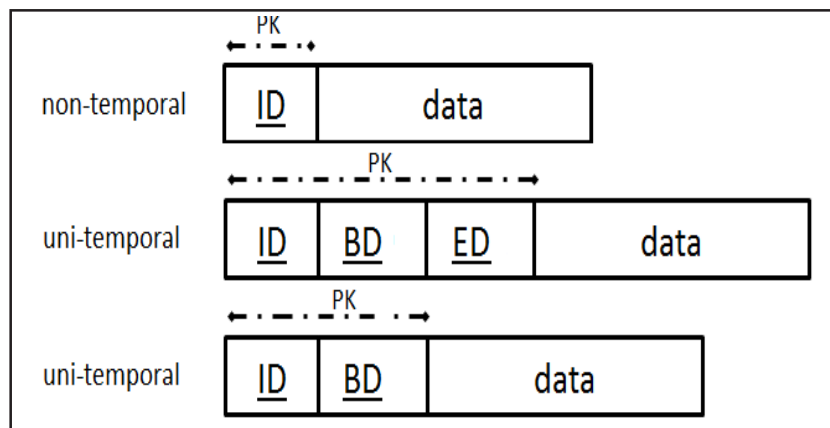 PK
non-temporal ID data
PK
uni-temporal ID BD ED data
PK
uni-temporal ID BD data